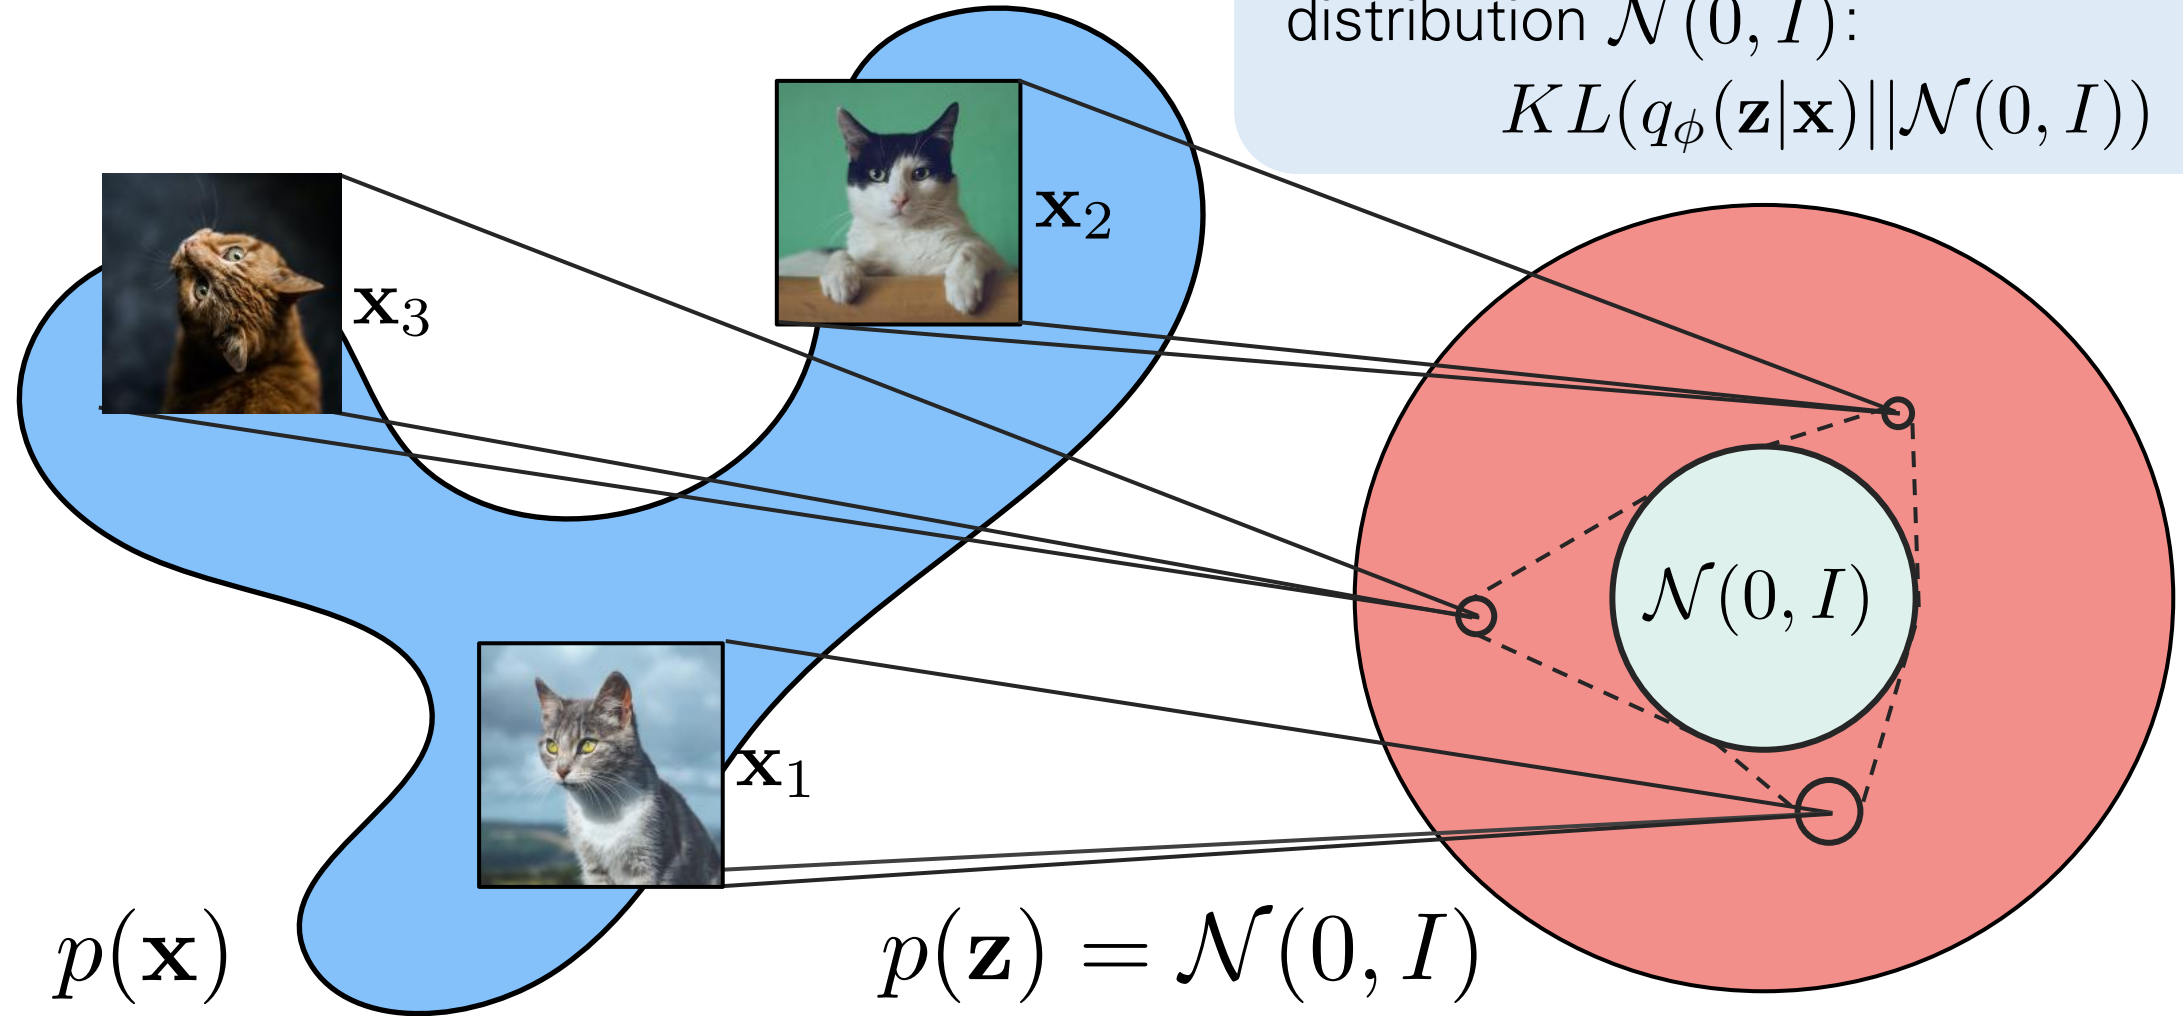 distribution 𝒩(0, I):
KL(q_ϕ(𝐳|𝐱)||𝒩(0, I))
𝐱₂
𝐱₃
𝒩(0, I)
𝐱₁
p(𝐱)
p(𝐳) = 𝒩(0, I)